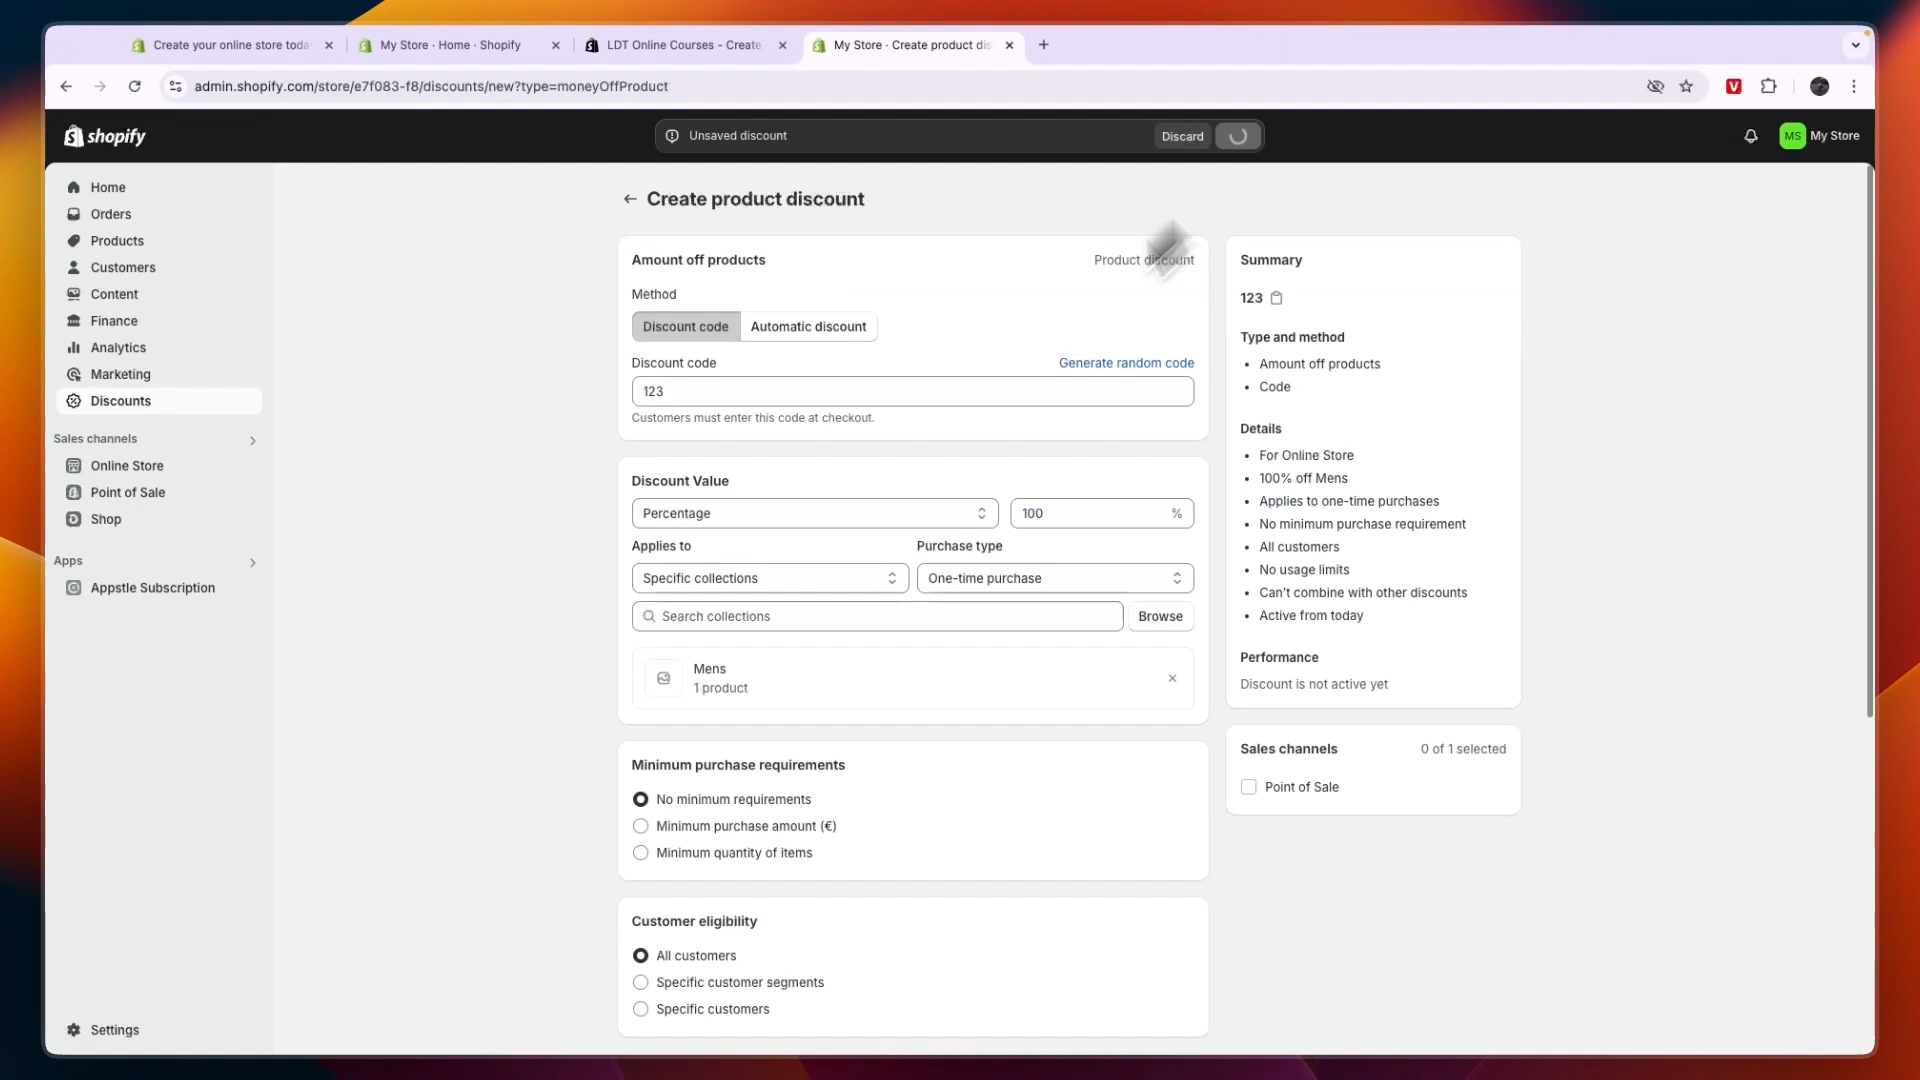 Create your online store toda
My Store · Home · Shopify
LDT Online Courses - Create
My Store · Create product dis
admin.shopify.com/store/e7f083-f8/discounts/new?type=moneyOffProduct
V
shopify
Unsaved discount
Discard
MS
My Store
Home
Orders
Products
Customers
Content
Finance
Analytics
Marketing
Discounts
Sales channels
Online Store
Point of Sale
Shop
Apps
Appstle Subscription
Settings
Create product discount
Amount off products
Product discount
Method
Discount code
Automatic discount
Discount code
Generate random code
123
Customers must enter this code at checkout.
Discount Value
Percentage
100 %
Applies to
Purchase type
Specific collections
One-time purchase
Search collections
Browse
Mens
1 product
Minimum purchase requirements
No minimum requirements
Minimum purchase amount (€)
Minimum quantity of items
Customer eligibility
All customers
Specific customer segments
Specific customers
Summary
123
Type and method
• Amount off products
• Code
Details
• For Online Store
• 100% off Mens
• Applies to one-time purchases
• No minimum purchase requirement
• All customers
• No usage limits
• Can't combine with other discounts
• Active from today
Performance
Discount is not active yet
Sales channels
0 of 1 selected
Point of Sale